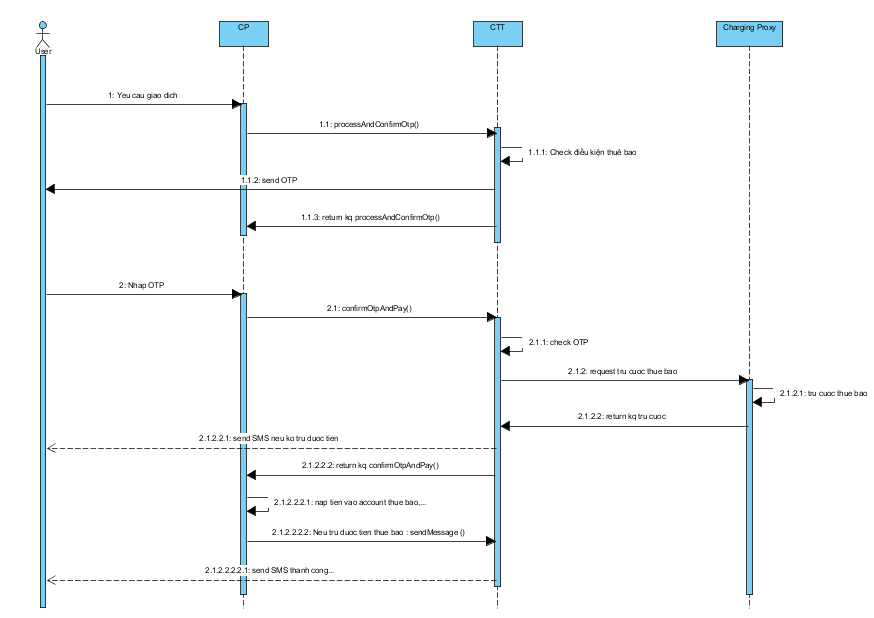 User
CP
CTT
Charging Proxy
1: Yeu cau giao dich
1.1: processAndConfirmOtp()
1.1.1: Check điều kiện thuê bao
1.1.2: send OTP
1.1.3: return kq processAndConfirmOtp()
2: Nhap OTP
2.1: confirmOtpAndPay()
2.1.1: check OTP
2.1.2: request tru cuoc thue bao
2.1.2.1: tru cuoc thue bao
2.1.2.2: return kq tru cuoc
2.1.2.2.1: send SMS neu ko tru duoc tien
2.1.2.2.2: return kq confirmOtpAndPay()
2.1.2.2.2.1: nap tien vao account thue bao,...
2.1.2.2.2.2: Neu tru duoc tien thue bao : sendMessage()
2.1.2.2.2.2.1: send SMS thanh cong...